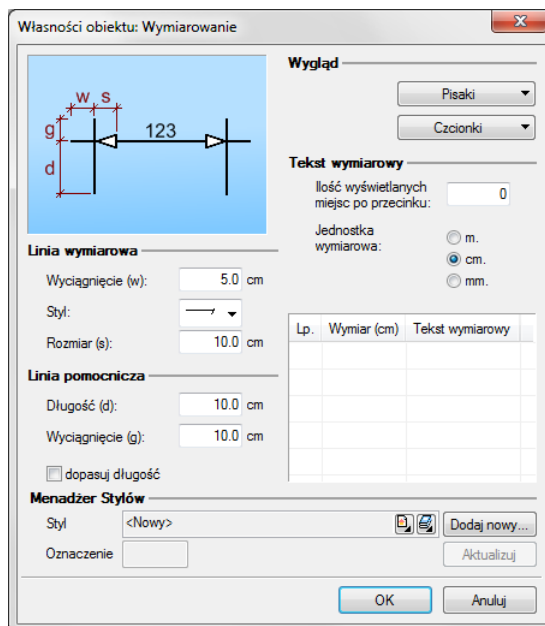 Własności obiektu: Wymiarowanie
w s
g
123
d
Linia wymiarowa
Wyciągnięcie (w): 5.0 cm
Styl:
Rozmiar (s): 10.0 cm
Linia pomocnicza
Długość (d): 10.0 cm
Wyciągnięcie (g): 10.0 cm
dopasuj długość
Wygląd
Pisaki
Czcionki
Tekst wymiarowy
Ilość wyświetlanych
miejsc po przecinku: 0
Jednostka
wymiarowa:
m.
cm.
mm.
Lp. Wymiar (cm) Tekst wymiarowy
Menadżer Stylów
Styl <Nowy> Dodaj nowy...
Oznaczenie Aktualizuj
OK Anuluj